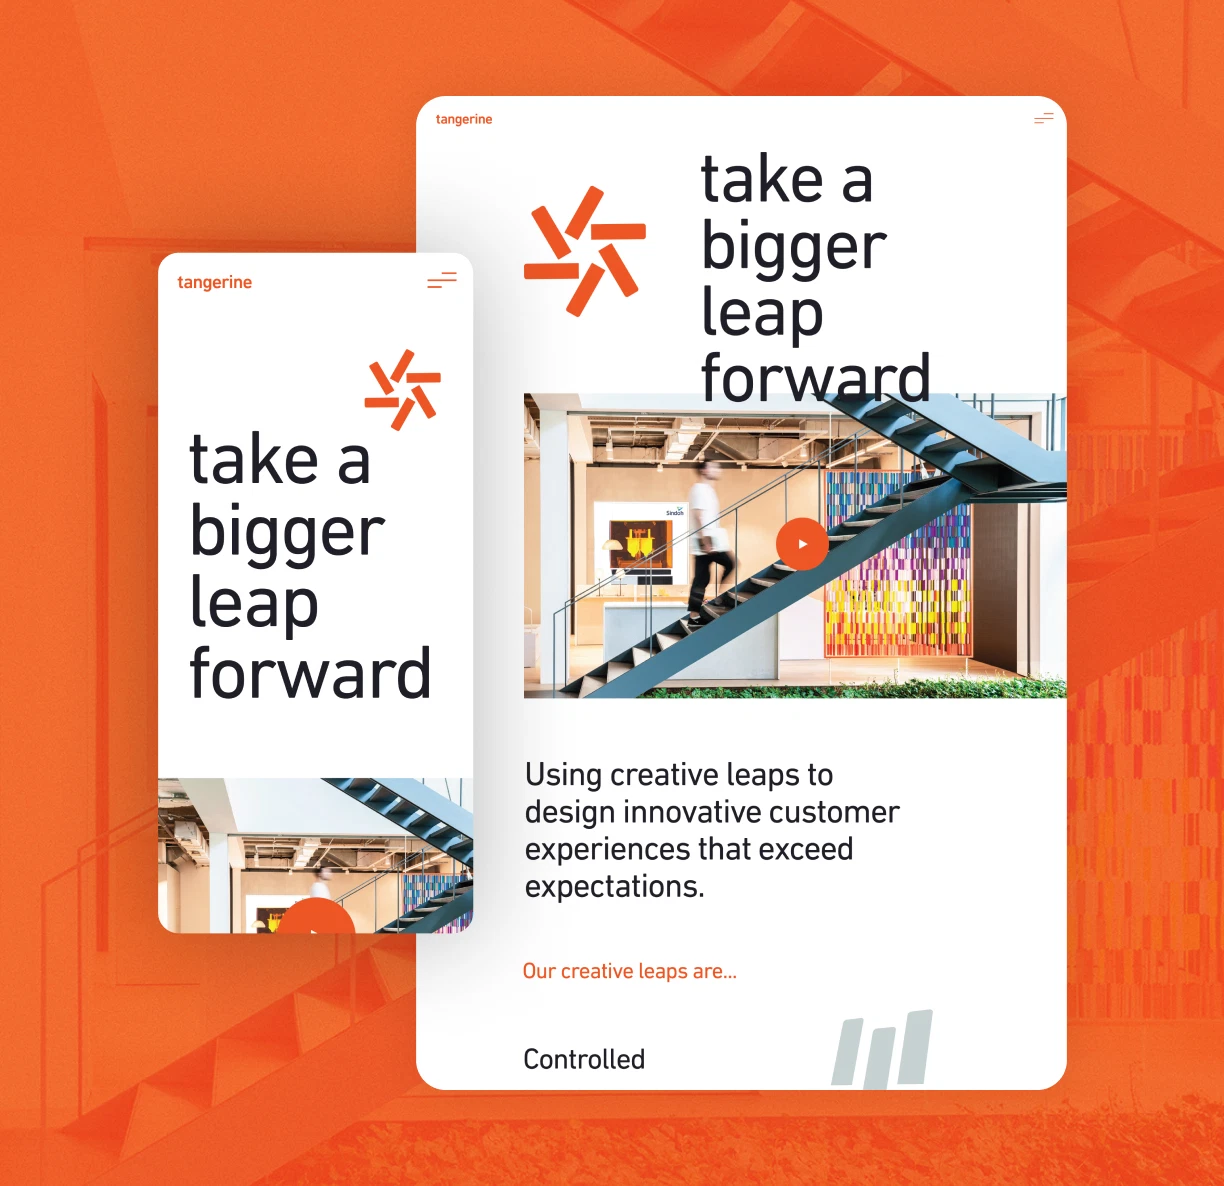 tangerine
take a
bigger
leap
forward
tangerine
take a
bigger
leap
forward
Sindoh
Using creative leaps to
design innovative customer
experiences that exceed
expectations.
Our creative leaps are...
Controlled